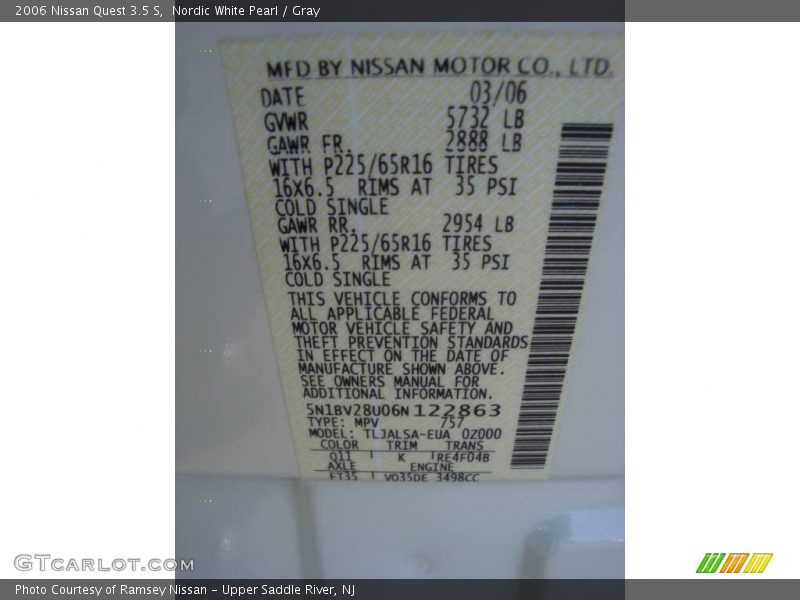 2006 Nissan Quest 3.5 S, Nordic White Pearl / Gray
MFD BY NISSAN MOTOR CO., LTD.
DATE 03/06
GVWR 5732 LB
GAWR FR. 2888 LB
WITH P225/65R16 TIRES
16X6.5 RIMS AT 35 PSI
COLD SINGLE
GAWR RR. 2954 LB
WITH P225/65R16 TIRES
16X6.5 RIMS AT 35 PSI
COLD SINGLE
THIS VEHICLE CONFORMS TO
ALL APPLICABLE FEDERAL
MOTOR VEHICLE SAFETY AND
THEFT PREVENTION STANDARDS
IN EFFECT ON THE DATE OF
MANUFACTURE SHOWN ABOVE.
SEE OWNERS MANUAL FOR
ADDITIONAL INFORMATION.
5N1BV28U06N122863
TYPE: MPV 757
MODEL: TLJALSA-EUA 0Z000
COLOR TRIM TRANS
Q11 K RE4F04B
AXLE ENGINE
FT35 VQ35DE 3498CC
GTcarlot.com
Photo Courtesy of Ramsey Nissan - Upper Saddle River, NJ